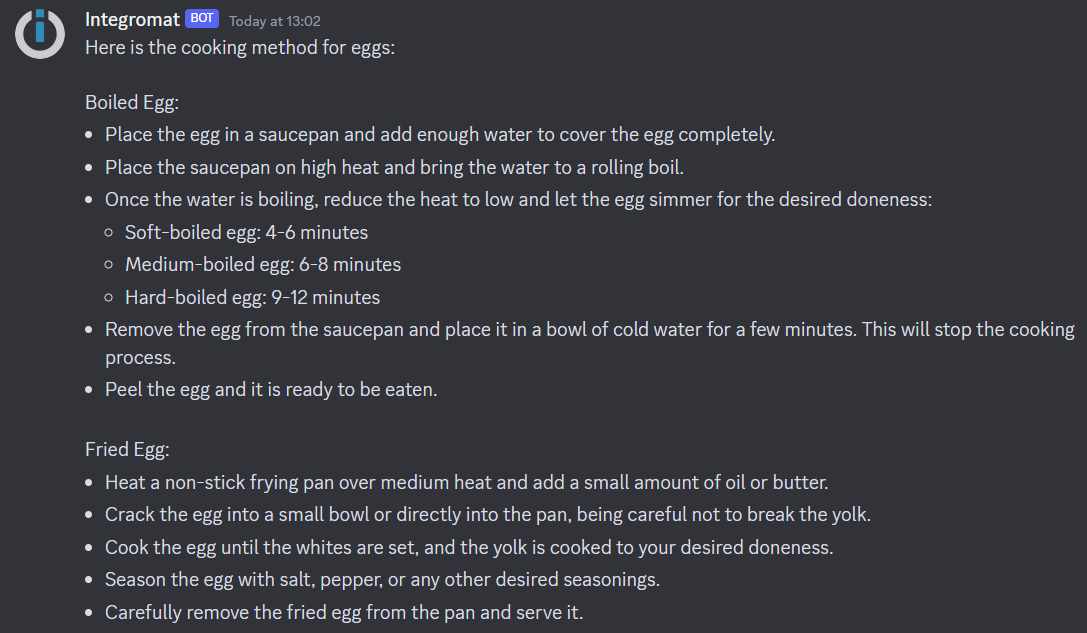 Integromat BOT Today at 13:02
Here is the cooking method for eggs:
Boiled Egg:
• Place the egg in a saucepan and add enough water to cover the egg completely.
• Place the saucepan on high heat and bring the water to a rolling boil.
• Once the water is boiling, reduce the heat to low and let the egg simmer for the desired doneness:
◦ Soft-boiled egg: 4-6 minutes
◦ Medium-boiled egg: 6-8 minutes
◦ Hard-boiled egg: 9-12 minutes
• Remove the egg from the saucepan and place it in a bowl of cold water for a few minutes. This will stop the cooking
process.
• Peel the egg and it is ready to be eaten.
Fried Egg:
• Heat a non-stick frying pan over medium heat and add a small amount of oil or butter.
• Crack the egg into a small bowl or directly into the pan, being careful not to break the yolk.
• Cook the egg until the whites are set, and the yolk is cooked to your desired doneness.
• Season the egg with salt, pepper, or any other desired seasonings.
• Carefully remove the fried egg from the pan and serve it.